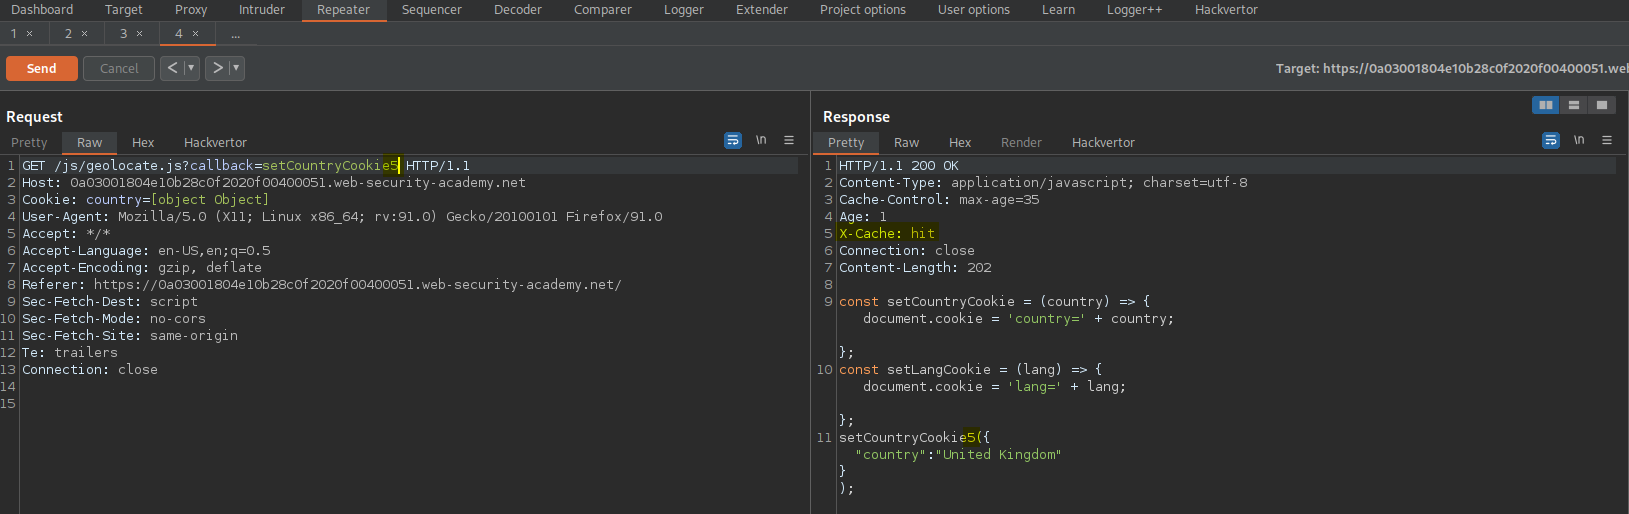 Dashboard Target Proxy Intruder Repeater Sequencer Decoder Comparer Logger Extender Project options User options Learn Logger++ Hackvertor
1 × 2 × 3 × 4 × ...
Send Cancel < ▼ > ▼ Target: https://0a03001804e10b28c0f2020f00400051.we
Request
Pretty Raw Hex Hackvertor \n ≡
1 GET /js/geolocate.js?callback=setCountryCookie5 HTTP/1.1
2 Host: 0a03001804e10b28c0f2020f00400051.web-security-academy.net
3 Cookie: country=[object Object]
4 User-Agent: Mozilla/5.0 (X11; Linux x86_64; rv:91.0) Gecko/20100101 Firefox/91.0
5 Accept: */*
6 Accept-Language: en-US,en;q=0.5
7 Accept-Encoding: gzip, deflate
8 Referer: https://0a03001804e10b28c0f2020f00400051.web-security-academy.net/
9 Sec-Fetch-Dest: script
10 Sec-Fetch-Mode: no-cors
11 Sec-Fetch-Site: same-origin
12 Te: trailers
13 Connection: close
14
15
Response
Pretty Raw Hex Render Hackvertor \n ≡
1 HTTP/1.1 200 OK
2 Content-Type: application/javascript; charset=utf-8
3 Cache-Control: max-age=35
4 Age: 1
5 X-Cache: hit
6 Connection: close
7 Content-Length: 202
8
9 const setCountryCookie = (country) => {
document.cookie = 'country=' + country;
};
10 const setLangCookie = (lang) => {
document.cookie = 'lang=' + lang;
};
11 setCountryCookie5({
"country":"United Kingdom"
}
);